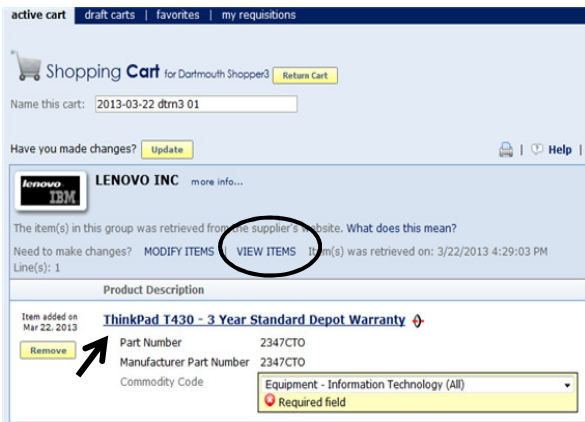 active cart | draft carts | favorites | my requisitions
Shopping Cart for Dartmouth Shopper3 Return Cart
Name this cart: 2013-03-22 dtrn3 01
Have you made changes? Update | ? Help |
lenovo IBM LENOVO INC more info...
The item(s) in this group was retrieved from the supplier's website. What does this mean?
Need to make changes? MODIFY ITEMS | VIEW ITEMS Item(s) was retrieved on: 3/22/2013 4:29:03 PM
Line(s): 1
Product Description
Item added on
Mar 22, 2013
Remove
ThinkPad T430 - 3 Year Standard Depot Warranty
Part Number 2347CTO
Manufacturer Part Number 2347CTO
Commodity Code Equipment - Information Technology (All)
Required field